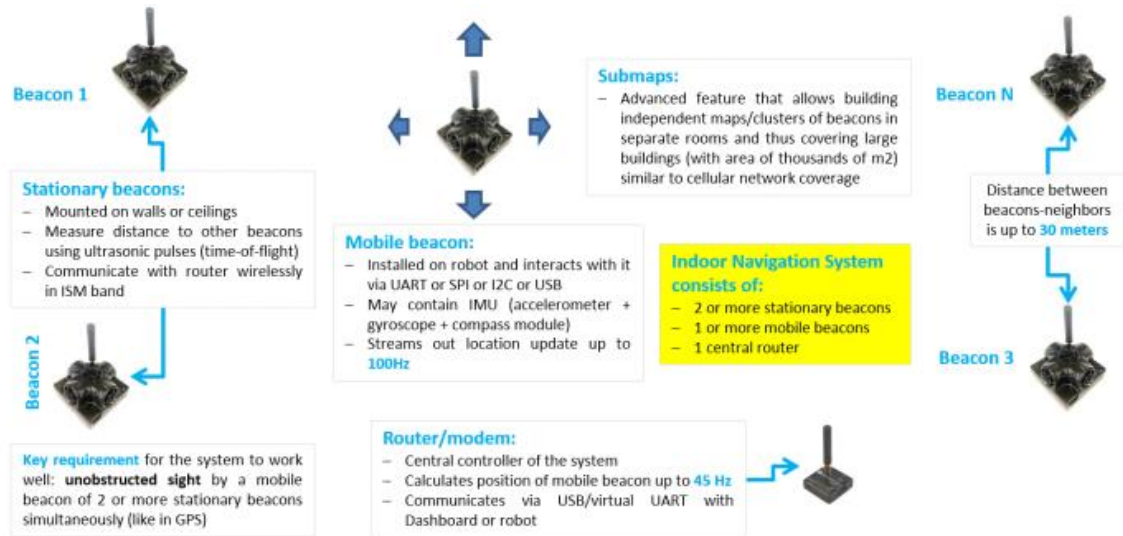 Beacon 1
Stationary beacons:
– Mounted on walls or ceilings
– Measure distance to other beacons
using ultrasonic pulses (time-of-flight)
– Communicate with router wirelessly
in ISM band
Beacon 2
Key requirement for the system to work
well: unobstructed sight by a mobile
beacon of 2 or more stationary beacons
simultaneously (like in GPS)
Mobile beacon:
– Installed on robot and interacts with it
via UART or SPI or I2C or USB
– May contain IMU (accelerometer +
gyroscope + compass module)
– Streams out location update up to
100Hz
Submaps:
– Advanced feature that allows building
independent maps/clusters of beacons in
separate rooms and thus covering large
buildings (with area of thousands of m2)
similar to cellular network coverage
Indoor Navigation System
consists of:
– 2 or more stationary beacons
– 1 or more mobile beacons
– 1 central router
Router/modem:
– Central controller of the system
– Calculates position of mobile beacon up to 45 Hz
– Communicates via USB/virtual UART with
Dashboard or robot
Beacon N
Distance between
beacons-neighbors
is up to 30 meters
Beacon 3